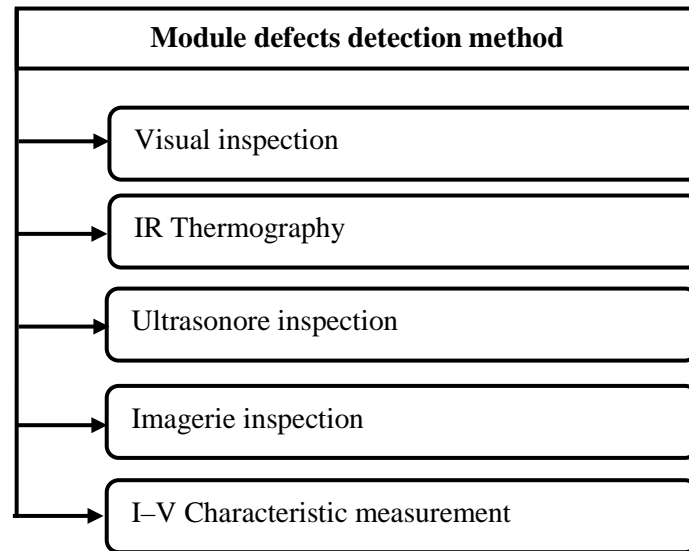 Module defects detection method
Visual inspection
IR Thermography
Ultrasonore inspection
Imagerie inspection
I–V Characteristic measurement